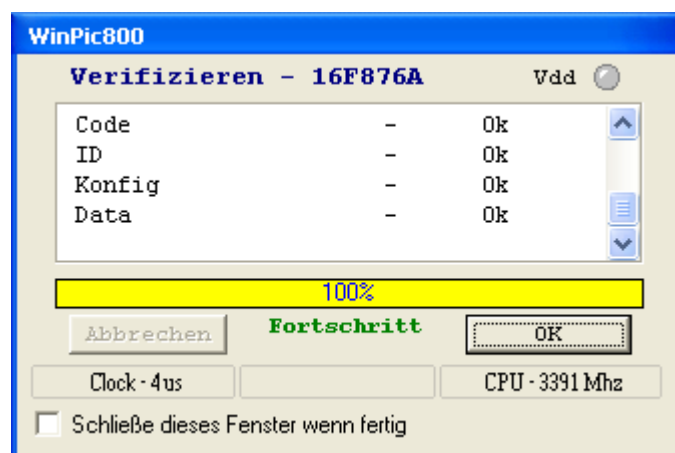 WinPic800
Verifizieren - 16F876A Vdd
Code - Ok
ID - Ok
Konfig - Ok
Data - Ok
100%
Abbrechen Fortschritt OK
Clock - 4us CPU - 3391 Mhz
Schließe dieses Fenster wenn fertig